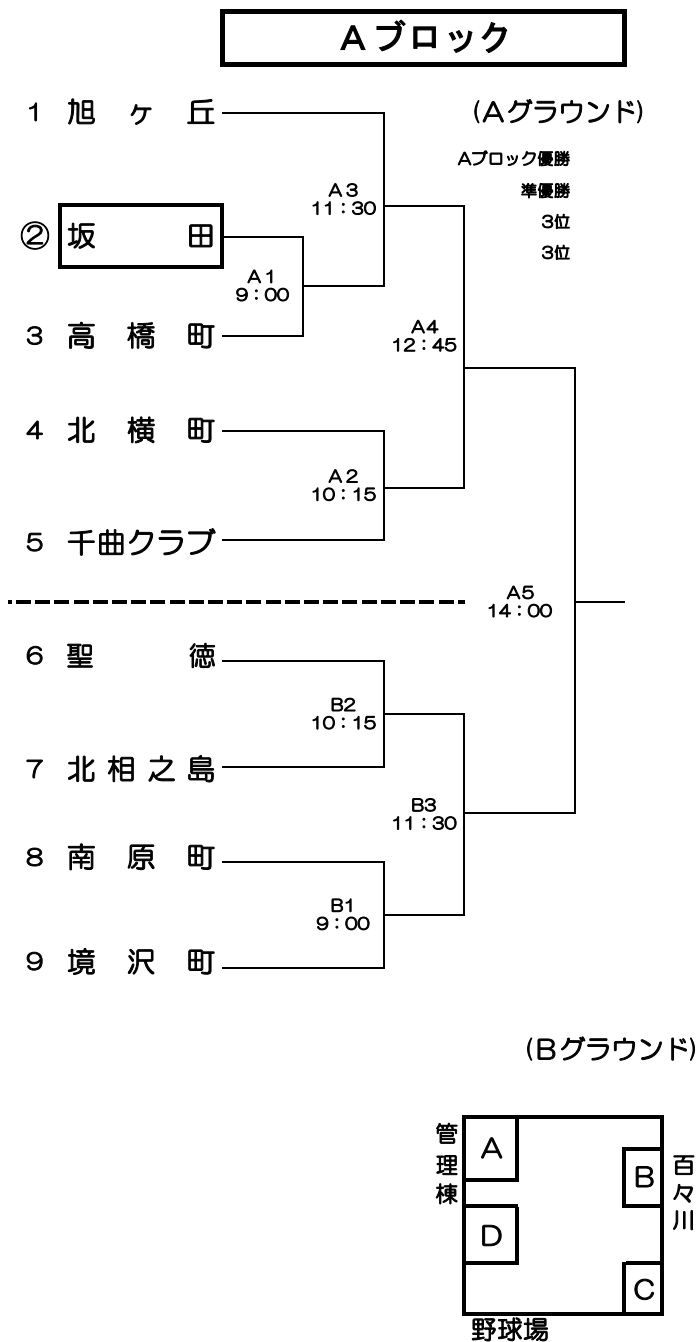 Aブロック
1 旭ヶ丘
(Aグラウンド)
Aブロック優勝
準優勝
3位
3位
A3
11:30
② 坂田
A1
9:00
3 高橋町
A4
12:45
4 北横町
A2
10:15
5 千曲クラブ
A5
14:00
6 聖徳
B2
10:15
7 北相之島
B3
11:30
8 南原町
B1
9:00
9 境沢町
(Bグラウンド)
管理棟
A
B
百々川
D
C
野球場